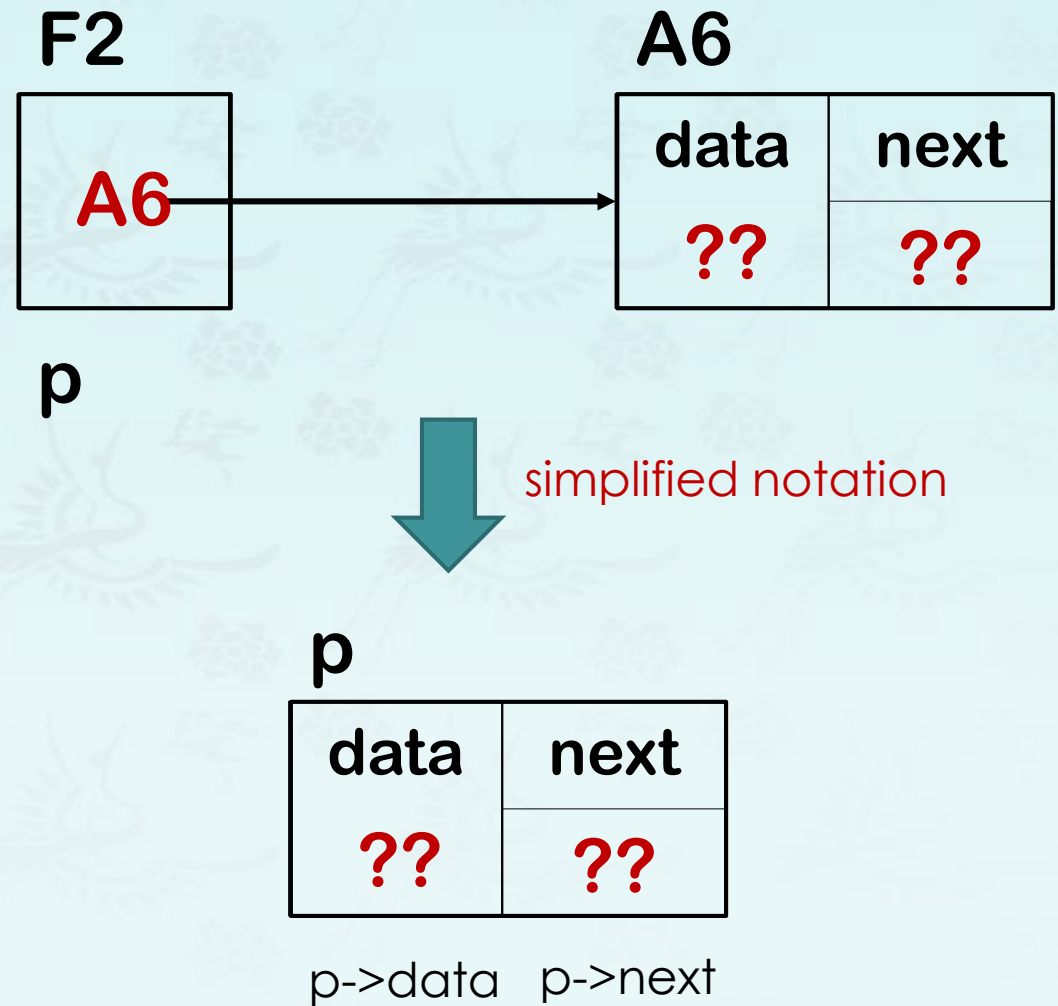 F2 A6
A6 data next
?? ??
p
simplified notation
p
data next
?? ??
p->data p->next